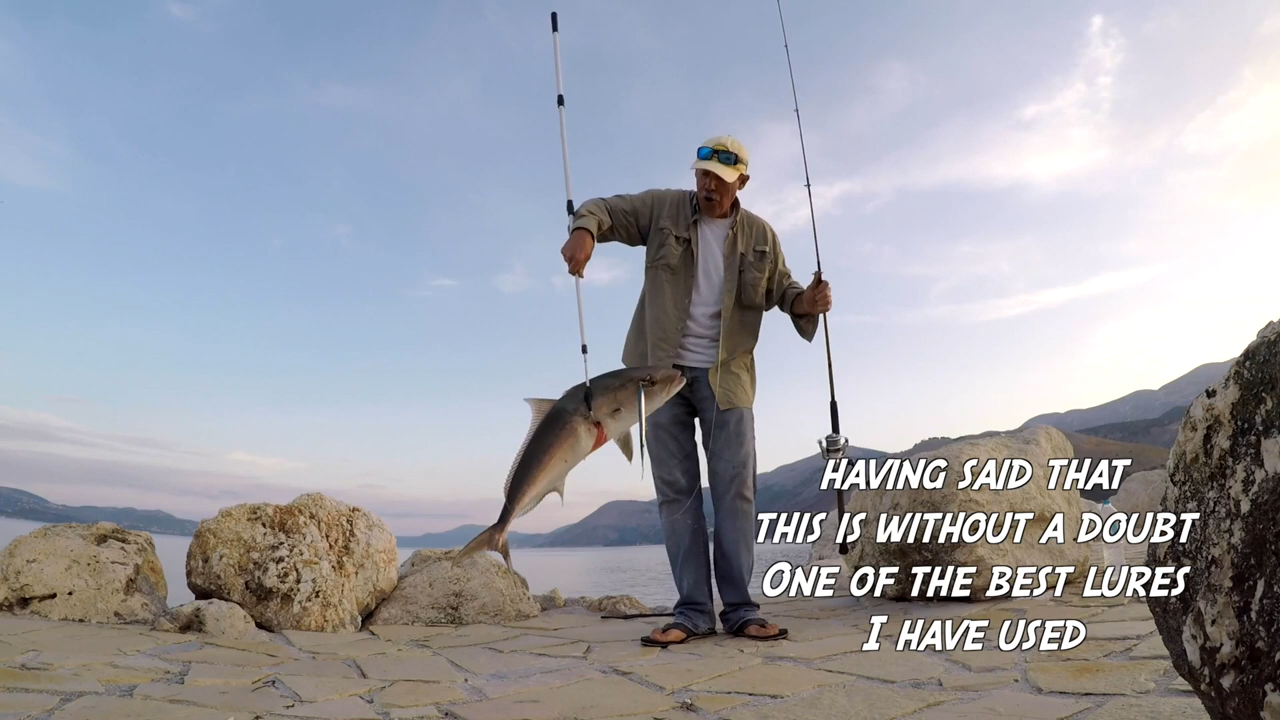 HAVING SAID THAT
THIS IS WITHOUT A DOUBT
ONE OF THE BEST LURES
I HAVE USED